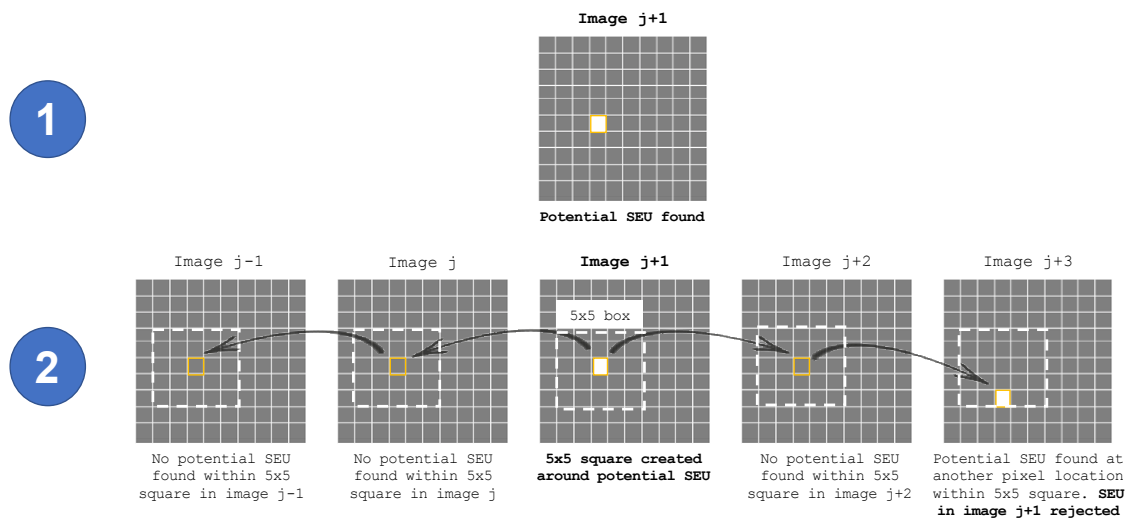 Image j+1
1
Potential SEU found
Image j-1
Image j
Image j+1
Image j+2
Image j+3
5x5 box
2
No potential SEU
found within 5x5
square in image j-1
No potential SEU
found within 5x5
square in image j
5x5 square created
around potential SEU
No potential SEU
found within 5x5
square in image j+2
Potential SEU found at
another pixel location
within 5x5 square. SEU
in image j+1 rejected